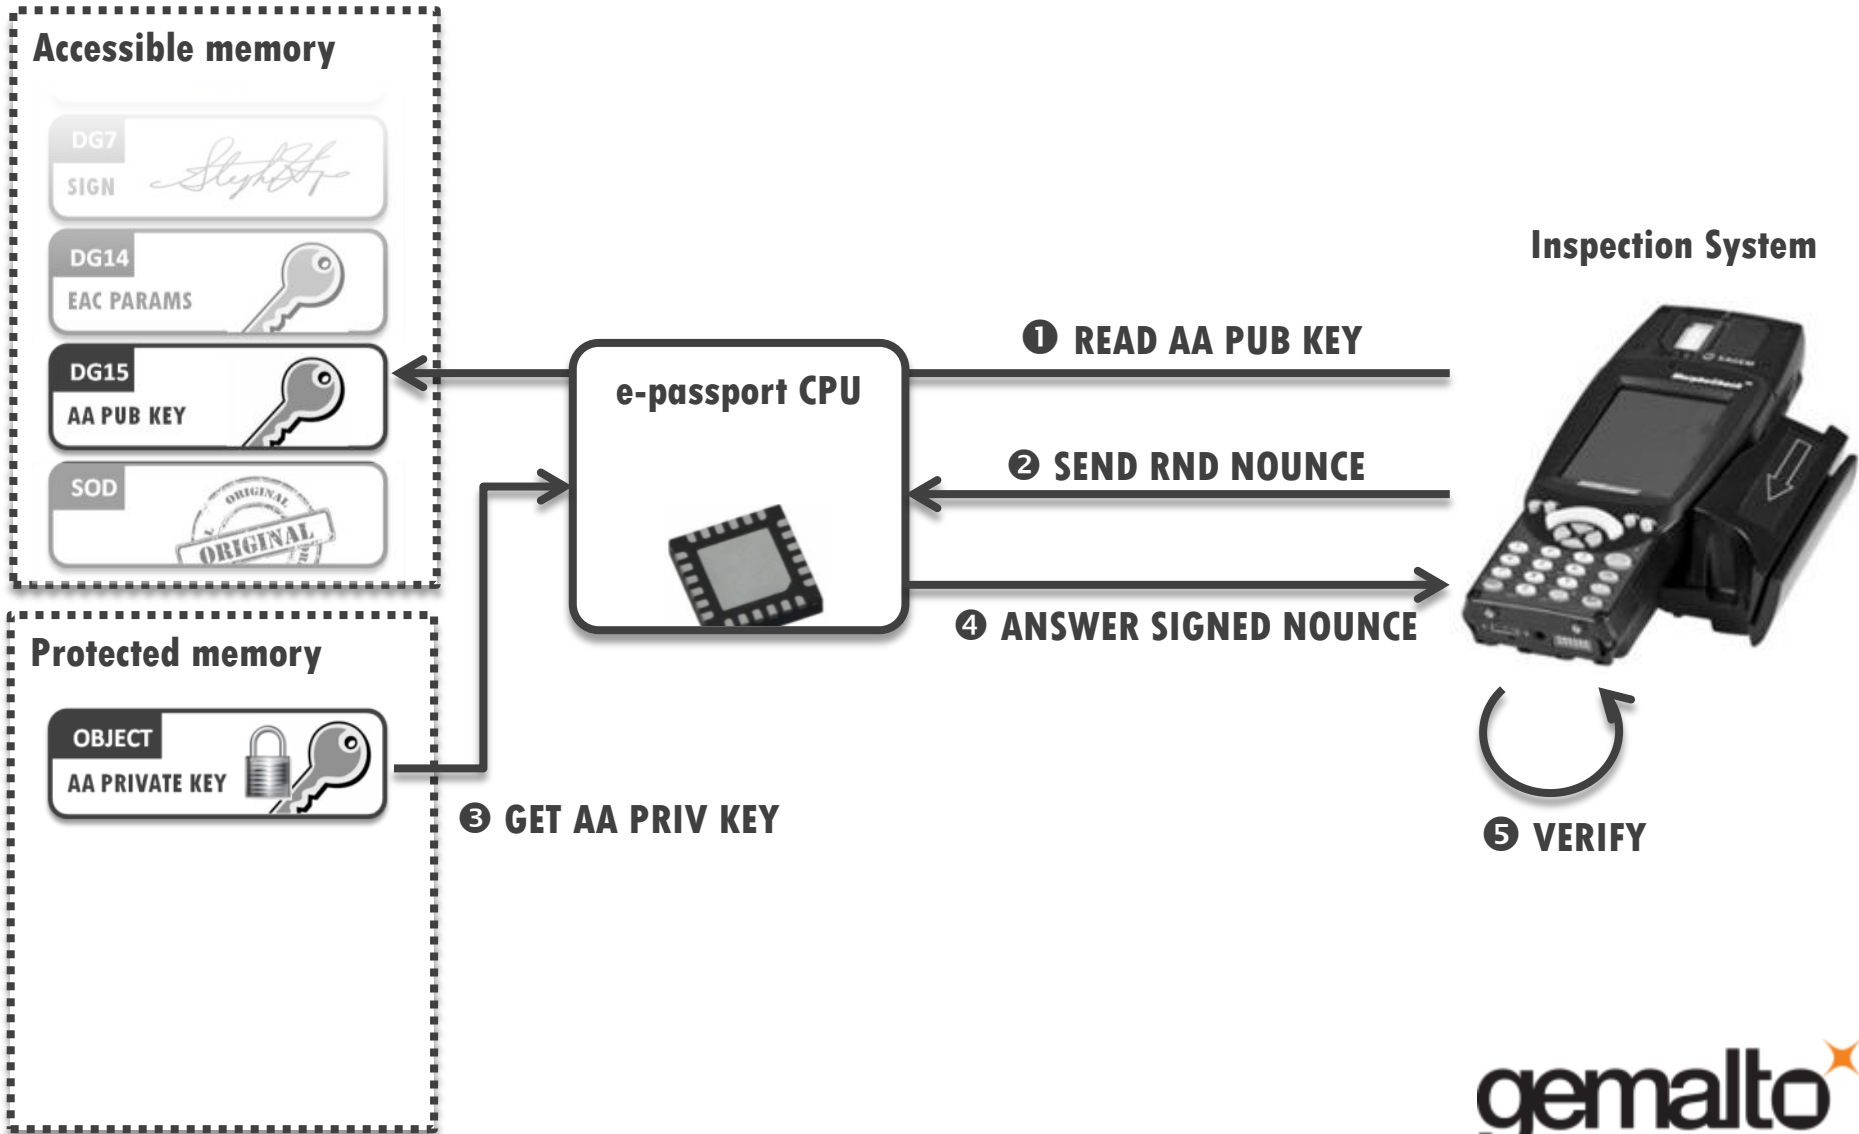 Accessible memory
DG7
SIGN
DG14
EAC PARAMS
DG15
AA PUB KEY
SOD
ORIGINAL
ORIGINAL
Protected memory
OBJECT
AA PRIVATE KEY
❸ GET AA PRIV KEY
e-passport CPU
❶ READ AA PUB KEY
❷ SEND RND NOUNCE
❹ ANSWER SIGNED NOUNCE
Inspection System
❺ VERIFY
gemalto